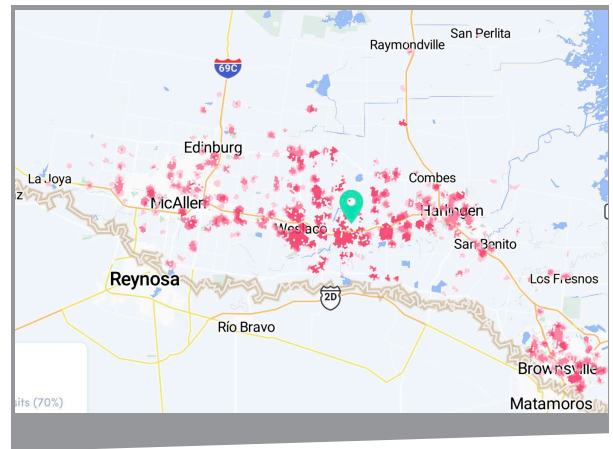 San Perlita
Raymondville
69C
Edinburg
La Joya
z
McAllen
Combes
Harlingen
Weslaco
San Benito
Reynosa
2D
Los Fresnos
Río Bravo
Brownsville
sits (70%)
Matamoros